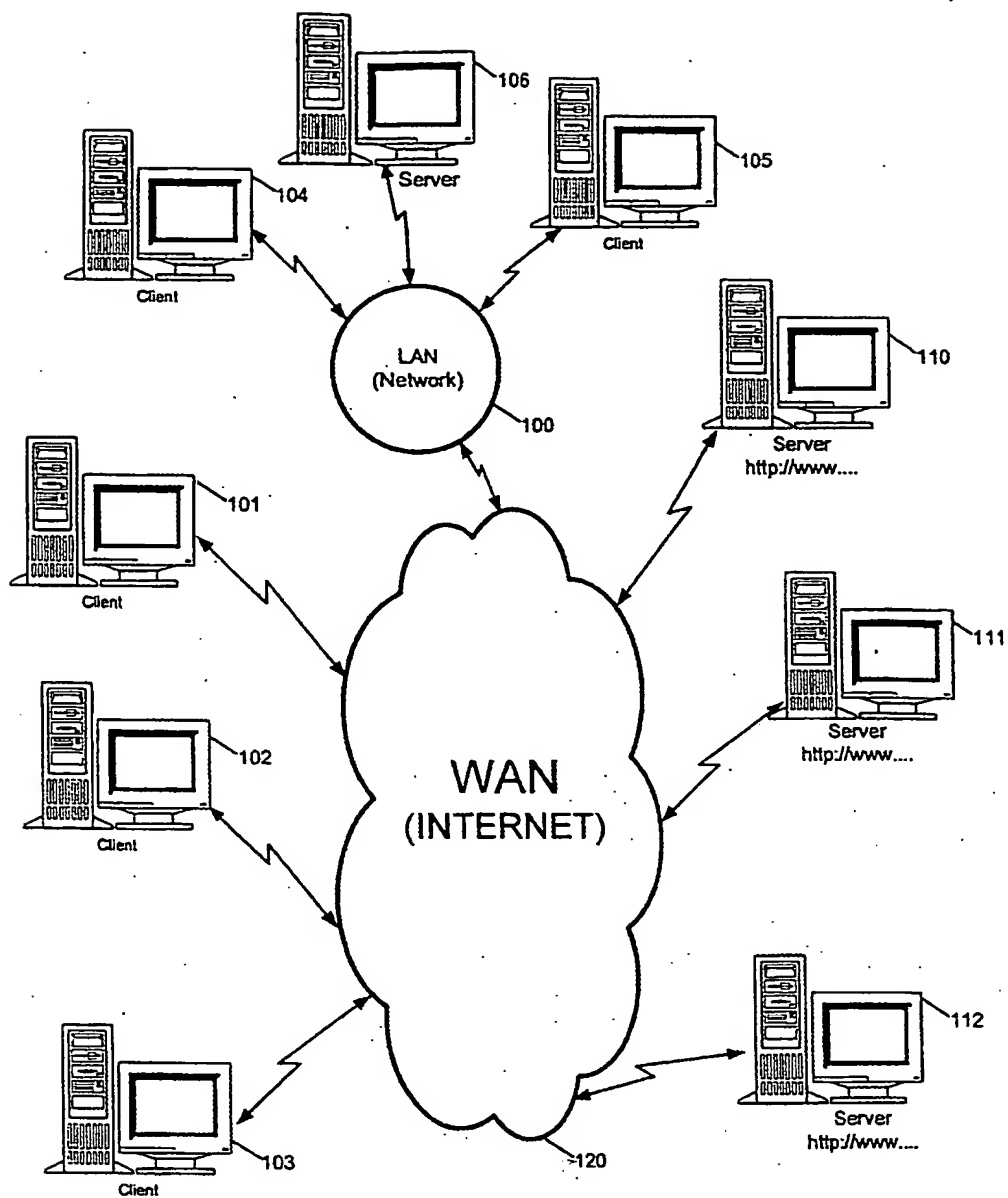 106
Server
105
Client
104
Client
LAN
(Network)
100
110
Server
http://www....
101
Client
111
Server
http://www....
102
Client
WAN
(INTERNET)
112
Server
http://www....
103
Client
120